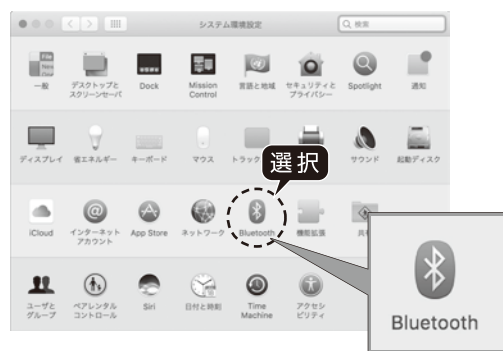 システム環境設定
検索
File
New
Open
一般
デスクトップと
スクリーンセーバ
Dock
Mission
Control
言語と地域
セキュリティと
プライバシー
Spotlight
通知
ディスプレイ
省エネルギー
キーボード
マウス
トラック
サウンド
起動ディスク
選択
iCloud
インターネット
アカウント
App Store
ネットワーク
Bluetooth
機能拡張
共有
ユーザと
グループ
ペアレンタル
コントロール
Siri
日付と時刻
Time
Machine
アクセシ
ビリティ
Bluetooth